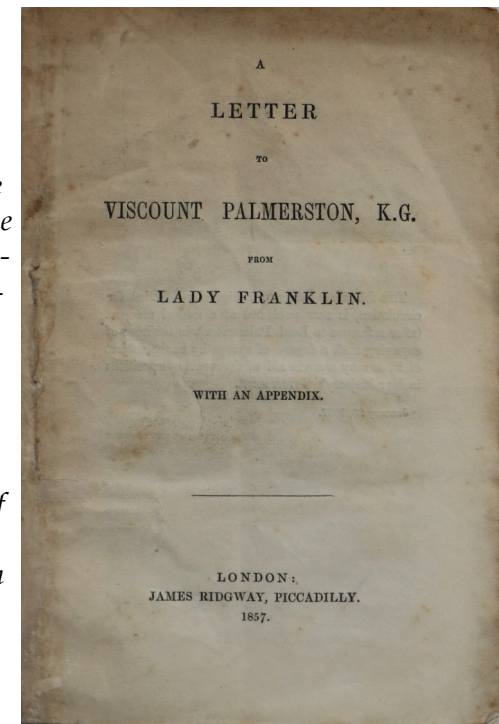 A
LETTER
TO
VISCOUNT PALMERSTON, K.G.
FROM
LADY FRANKLIN.
WITH AN APPENDIX.
LONDON:
JAMES RIDGWAY, PICCADILLY.
1857.